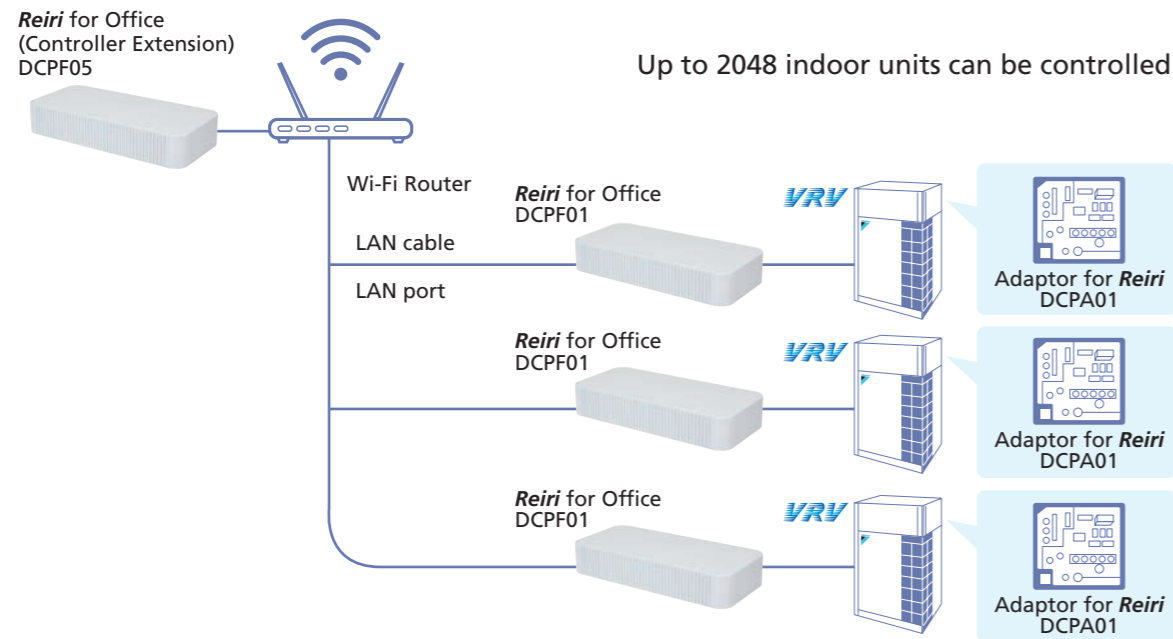 Reiri for Office
(Controller Extension)
DCPF05
Up to 2048 indoor units can be controlled
Wi-Fi Router
LAN cable
LAN port
Reiri for Office
DCPF01
VRV
Adaptor for Reiri
DCPA01
Reiri for Office
DCPF01
VRV
Adaptor for Reiri
DCPA01
Reiri for Office
DCPF01
VRV
Adaptor for Reiri
DCPA01